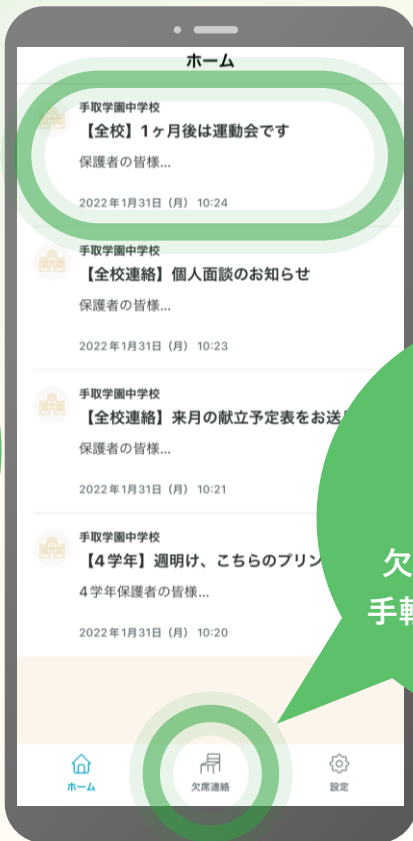 ホーム
手取学園中学校
【全校】1ヶ月後は運動会です
保護者の皆様...
2022年1月31日（月） 10:24
手取学園中学校
【全校連絡】個人面談のお知らせ
保護者の皆様...
2022年1月31日（月） 10:23
手取学園中学校
【全校連絡】来月の献立予定表をお送
保護者の皆様...
2022年1月31日（月） 10:21
手取学園中学校
【4学年】週明け、こちらのプリン
4学年保護者の皆様...
2022年1月31日（月） 10:20
欠
手軽
ホーム
欠席連絡
設定